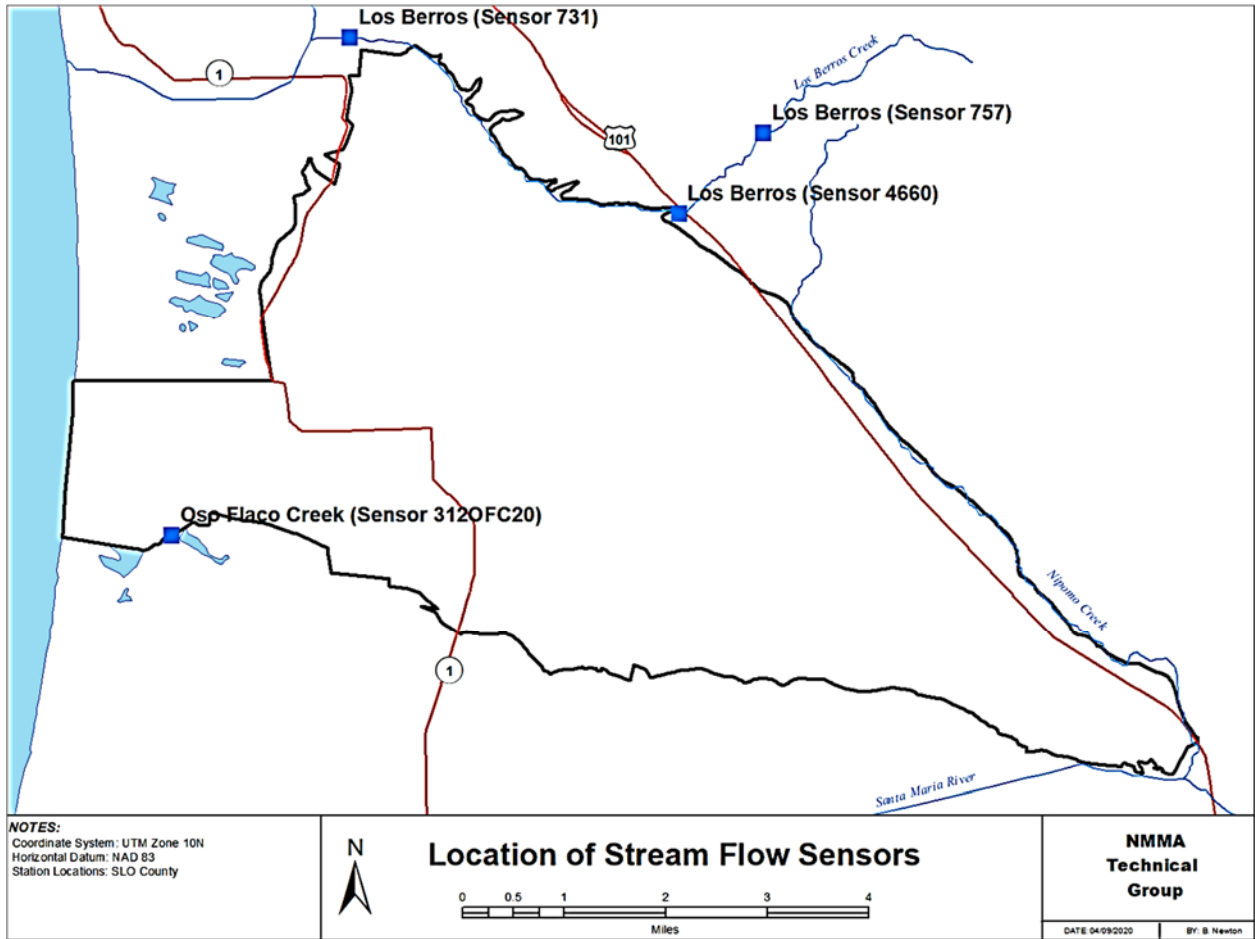 Los Berros (Sensor 731)
1
Los Berros Creek
101
Los Berros (Sensor 757)
Los Berros (Sensor 4660)
Oso Flaco Creek (Sensor 312OFC20)
Nipomo Creek
1
Santa Maria River
NOTES:
Coordinate System: UTM Zone 10N
Horizontal Datum: NAD 83
Station Locations: SLO County
N
Location of Stream Flow Sensors
0 0.5 1 2 3 4
Miles
NMMA
Technical
Group
DATE: 04/09/2020 BY: B. Newton